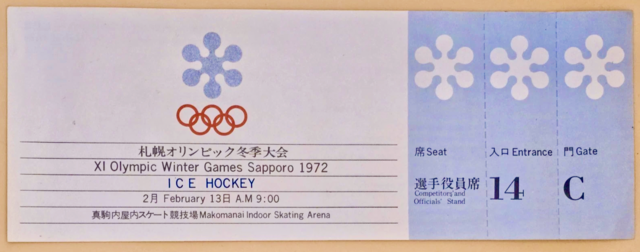 札幌オリンピック冬季大会
XI Olympic Winter Games Sapporo 1972
ICE HOCKEY
2月 February 13日 A.M 9:00
真駒内屋内スケート競技場 Makomanai Indoor Skating Arena
席 Seat
選手役員席
Competitors' and
Officials' Stand
入口 Entrance
14
門 Gate
C